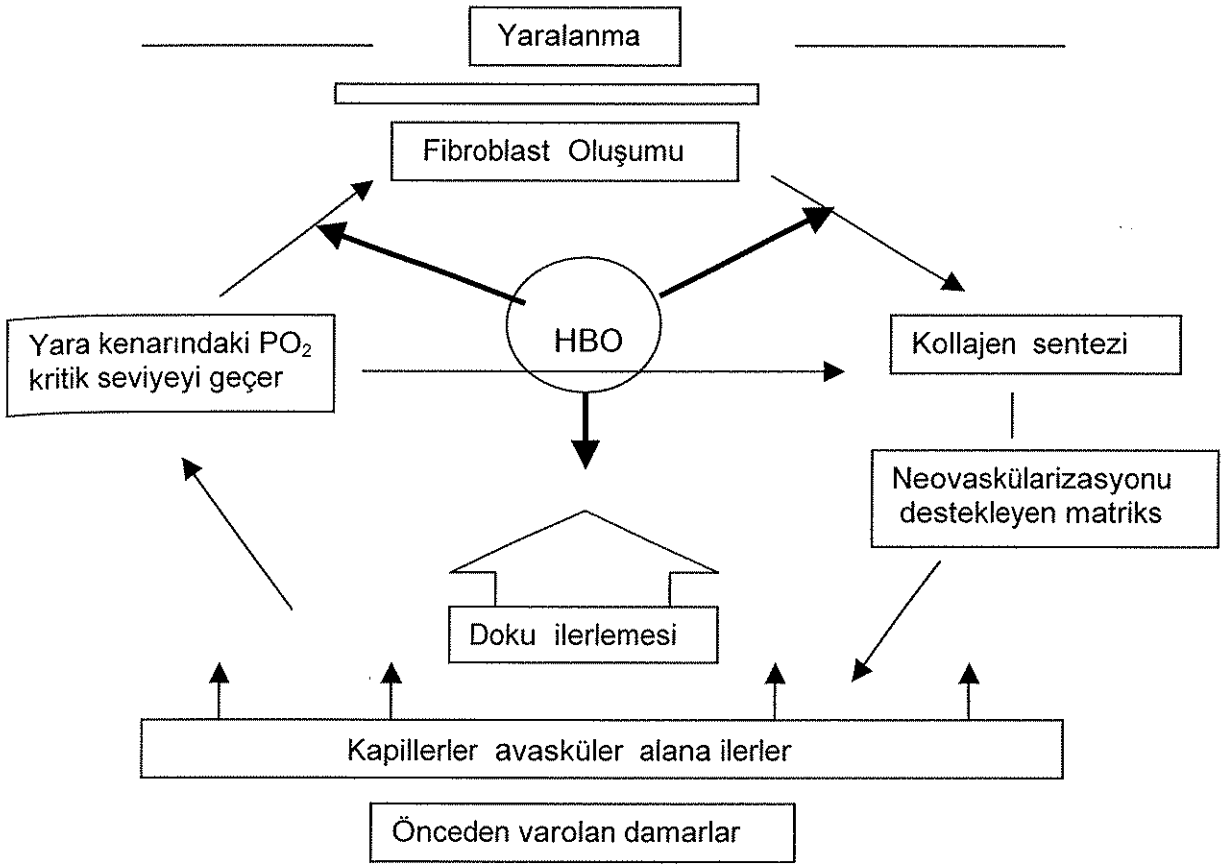 Yaralanma
Fibroblast Oluşumu
HBO
Yara kenarındaki PO₂
kritik seviyeyi geçer
Kollajen sentezi
Neovaskülarizasyonu
destekleyen matriks
Doku ilerlemesi
Kapillerler avasküler alana ilerler
Önceden varolan damarlar